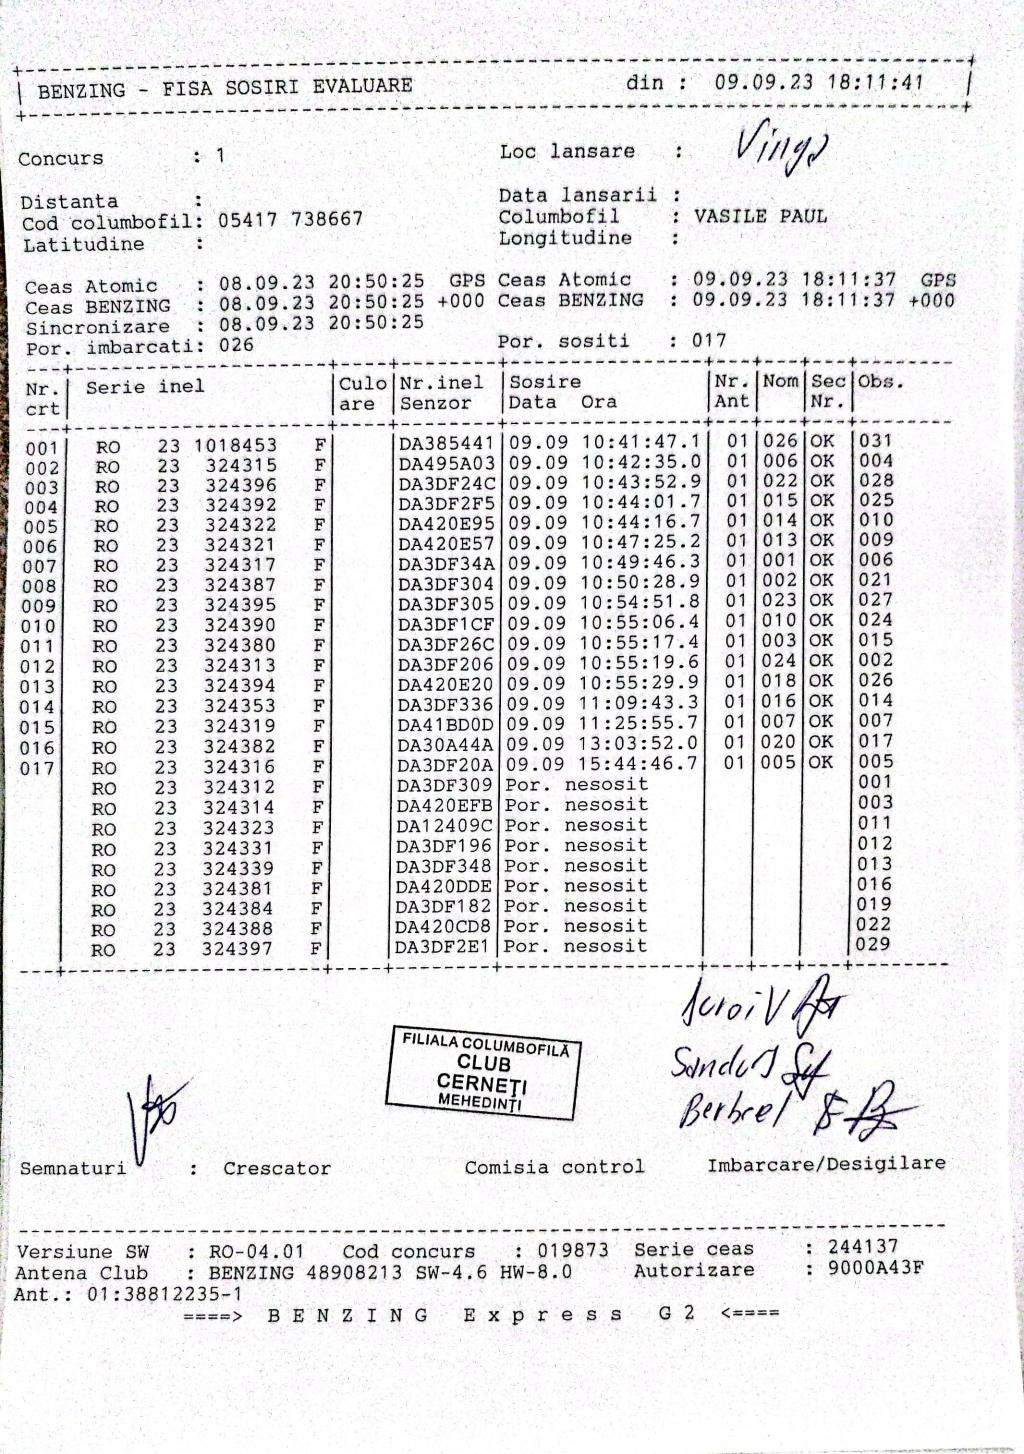 BENZING - FISA SOSIRI EVALUARE din : 09.09.23 18:11:41
Concurs : 1 Loc lansare : Vinga
Distanta : Data lansarii :
Cod columbofil: 05417 738667 Columbofil : VASILE PAUL
Latitudine : Longitudine :
Ceas Atomic : 08.09.23 20:50:25 GPS Ceas Atomic : 09.09.23 18:11:37 GPS
Ceas BENZING : 08.09.23 20:50:25 +000 Ceas BENZING : 09.09.23 18:11:37 +000
Sincronizare : 08.09.23 20:50:25
Por. imbarcati: 026 Por. sositi : 017
Nr. Serie inel Culo Nr.inel Sosire Nr. Nom Sec Obs.
crt are Senzor Data Ora Ant Nr.
001 RO 23 1018453 F DA385441 09.09 10:41:47.1 01 026 OK 031
002 RO 23 324315 F DA495A03 09.09 10:42:35.0 01 006 OK 004
003 RO 23 324396 F DA3DF24C 09.09 10:43:52.9 01 022 OK 028
004 RO 23 324392 F DA3DF2F5 09.09 10:44:01.7 01 015 OK 025
005 RO 23 324322 F DA420E95 09.09 10:44:16.7 01 014 OK 010
006 RO 23 324321 F DA420E57 09.09 10:47:25.2 01 013 OK 009
007 RO 23 324317 F DA3DF34A 09.09 10:49:46.3 01 001 OK 006
008 RO 23 324387 F DA3DF304 09.09 10:50:28.9 01 002 OK 021
009 RO 23 324395 F DA3DF305 09.09 10:54:51.8 01 023 OK 027
010 RO 23 324390 F DA3DF1CF 09.09 10:55:06.4 01 010 OK 024
011 RO 23 324380 F DA3DF26C 09.09 10:55:17.4 01 003 OK 015
012 RO 23 324313 F DA3DF206 09.09 10:55:19.6 01 024 OK 002
013 RO 23 324394 F DA420E20 09.09 10:55:29.9 01 018 OK 026
014 RO 23 324353 F DA3DF336 09.09 11:09:43.3 01 016 OK 014
015 RO 23 324319 F DA41BD0D 09.09 11:25:55.7 01 007 OK 007
016 RO 23 324382 F DA30A44A 09.09 13:03:52.0 01 020 OK 017
017 RO 23 324316 F DA3DF20A 09.09 15:44:46.7 01 005 OK 005
RO 23 324312 F DA3DF309 Por. nesosit 001
RO 23 324314 F DA420EFB Por. nesosit 003
RO 23 324323 F DA12409C Por. nesosit 011
RO 23 324331 F DA3DF196 Por. nesosit 012
RO 23 324339 F DA3DF348 Por. nesosit 013
RO 23 324381 F DA420DDE Por. nesosit 016
RO 23 324384 F DA3DF182 Por. nesosit 019
RO 23 324388 F DA420CD8 Por. nesosit 022
RO 23 324397 F DA3DF2E1 Por. nesosit 029
FILIALA COLUMBOFILĂ
CLUB
CERNEȚI
MEHEDINȚI
Semnaturi : Crescator Comisia control Imbarcare/Desigilare
Versiune SW : RO-04.01 Cod concurs : 019873 Serie ceas : 244137
Antena Club : BENZING 48908213 SW-4.6 HW-8.0 Autorizare : 9000A43F
Ant.: 01:38812235-1
====> B E N Z I N G E x p r e s s G 2 <====